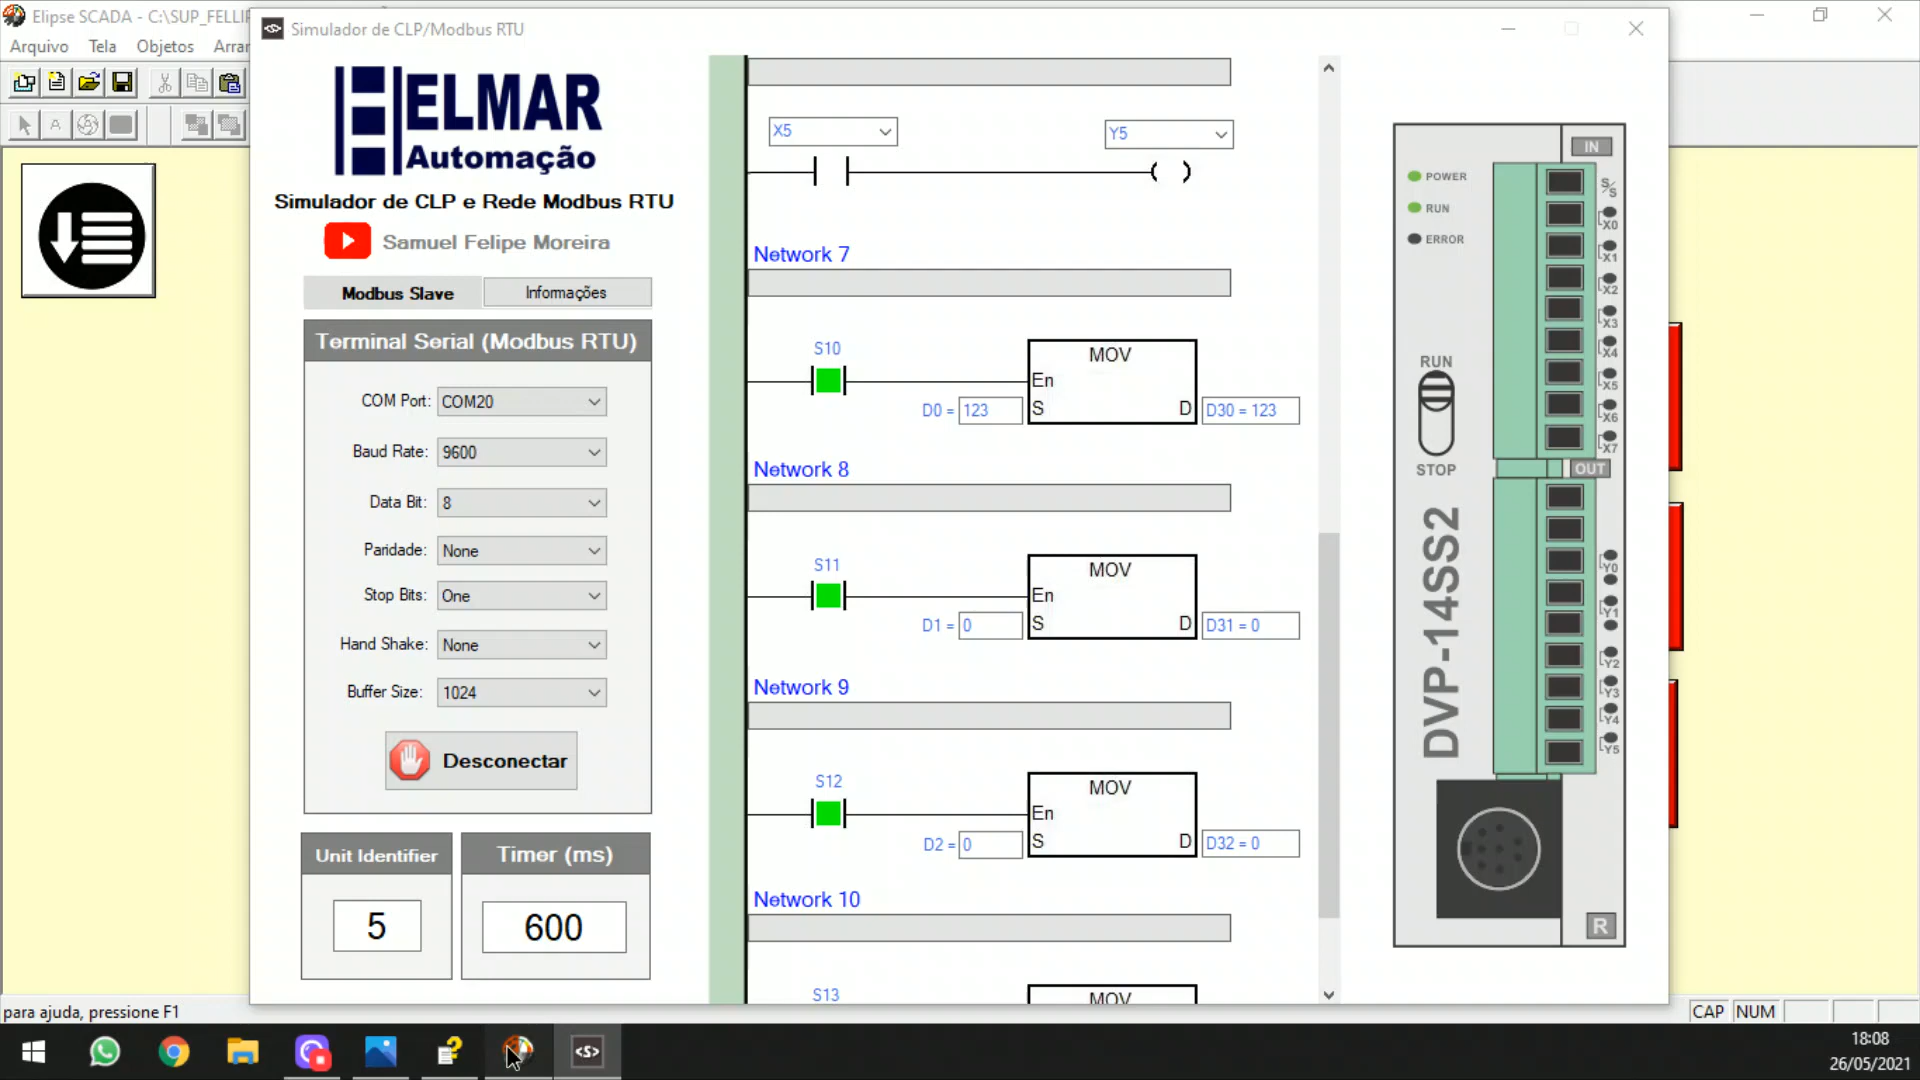 Elipse SCADA - C:\SUP_FELLIP
Arquivo Tela Objetos Arrar
Simulador de CLP/Modbus RTU
ELMAR
Automação
Simulador de CLP e Rede Modbus RTU
Samuel Felipe Moreira
Modbus Slave Informações
Terminal Serial (Modbus RTU)
COM Port: COM20
Baud Rate: 9600
Data Bit: 8
Paridade: None
Stop Bits: One
Hand Shake: None
Buffer Size: 1024
Desconectar
Unit Identifier Timer (ms)
5 600
X5 Y5
Network 7
S10
MOV
En
D0 = 123 S D D30 = 123
Network 8
S11
MOV
En
D1 = 0 S D D31 = 0
Network 9
S12
MOV
En
D2 = 0 S D D32 = 0
Network 10
S13
MOV
IN
POWER
RUN
ERROR
S/S
X0
X1
X2
X3
X4
X5
X6
X7
RUN
STOP
OUT
DVP-14SS2
Y0
Y1
Y2
Y3
Y4
Y5
R
para ajuda, pressione F1
CAP NUM
18:08
26/05/2021